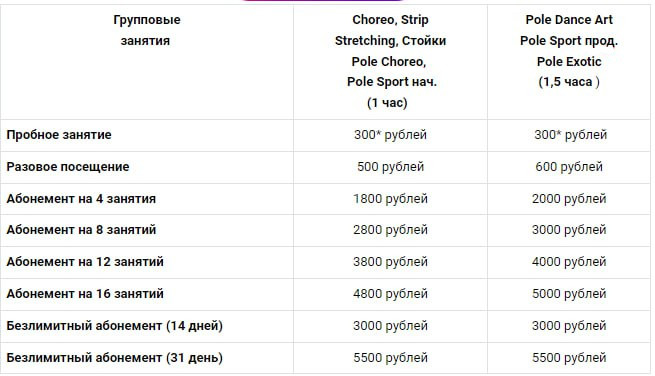 Групповые
занятия
Choreo, Strip
Stretching, Стойки
Pole Choreo,
Pole Sport нач.
(1 час)
Pole Dance Art
Pole Sport прод.
Pole Exotic
(1,5 часа )
Пробное занятие 300* рублей 300* рублей
Разовое посещение 500 рублей 600 рублей
Абонемент на 4 занятия 1800 рублей 2000 рублей
Абонемент на 8 занятий 2800 рублей 3000 рублей
Абонемент на 12 занятий 3800 рублей 4000 рублей
Абонемент на 16 занятий 4800 рублей 5000 рублей
Безлимитный абонемент (14 дней) 3000 рублей 3000 рублей
Безлимитный абонемент (31 день) 5500 рублей 5500 рублей